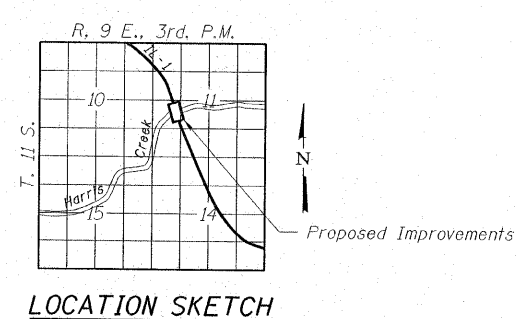 R. 9 E., 3rd. P.M.
T. 11 S.
IL-1
10
11
Harris Creek
15
14
N
Proposed Improvements
LOCATION SKETCH